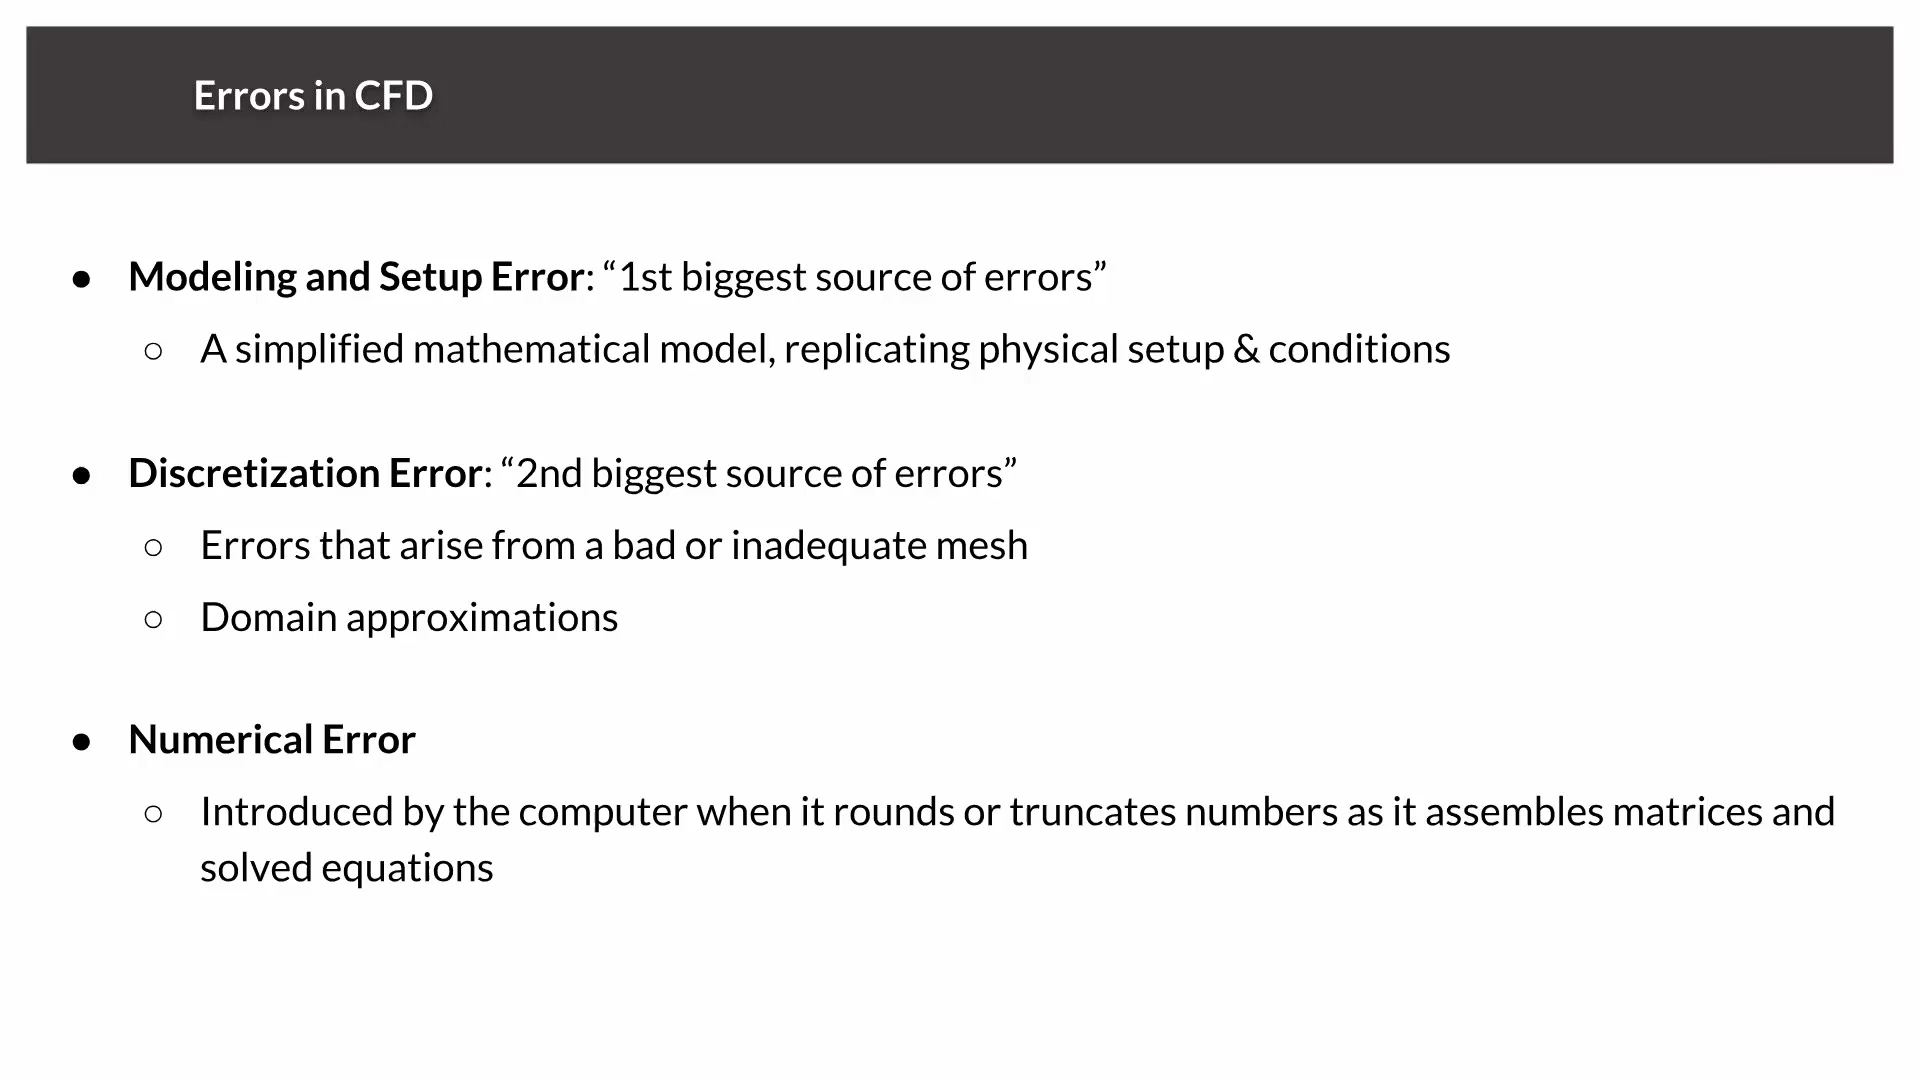 Errors in CFD
● Modeling and Setup Error: “1st biggest source of errors”
○ A simplified mathematical model, replicating physical setup & conditions
● Discretization Error: “2nd biggest source of errors”
○ Errors that arise from a bad or inadequate mesh
○ Domain approximations
● Numerical Error
○ Introduced by the computer when it rounds or truncates numbers as it assembles matrices and
solved equations